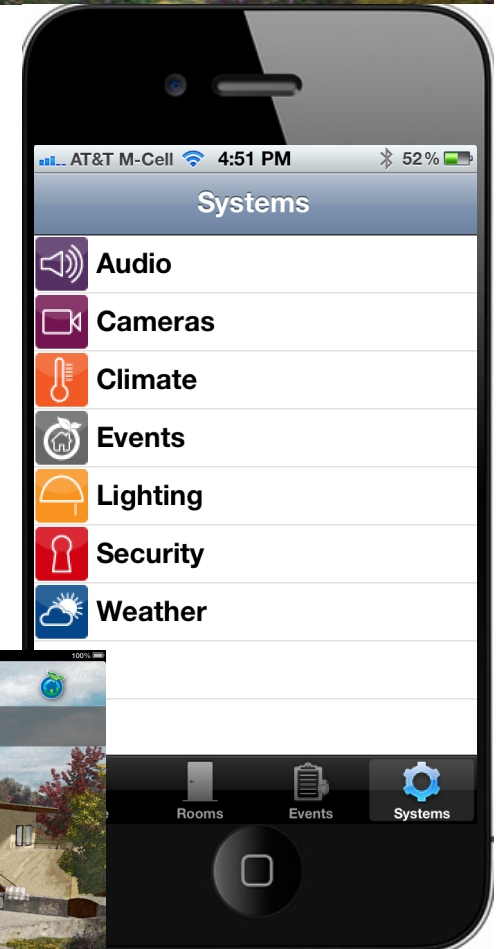 AT&T M-Cell 4:51 PM 52%
Systems
Audio
Cameras
Climate
Events
Lighting
Security
Weather
100%
Rooms Events Systems